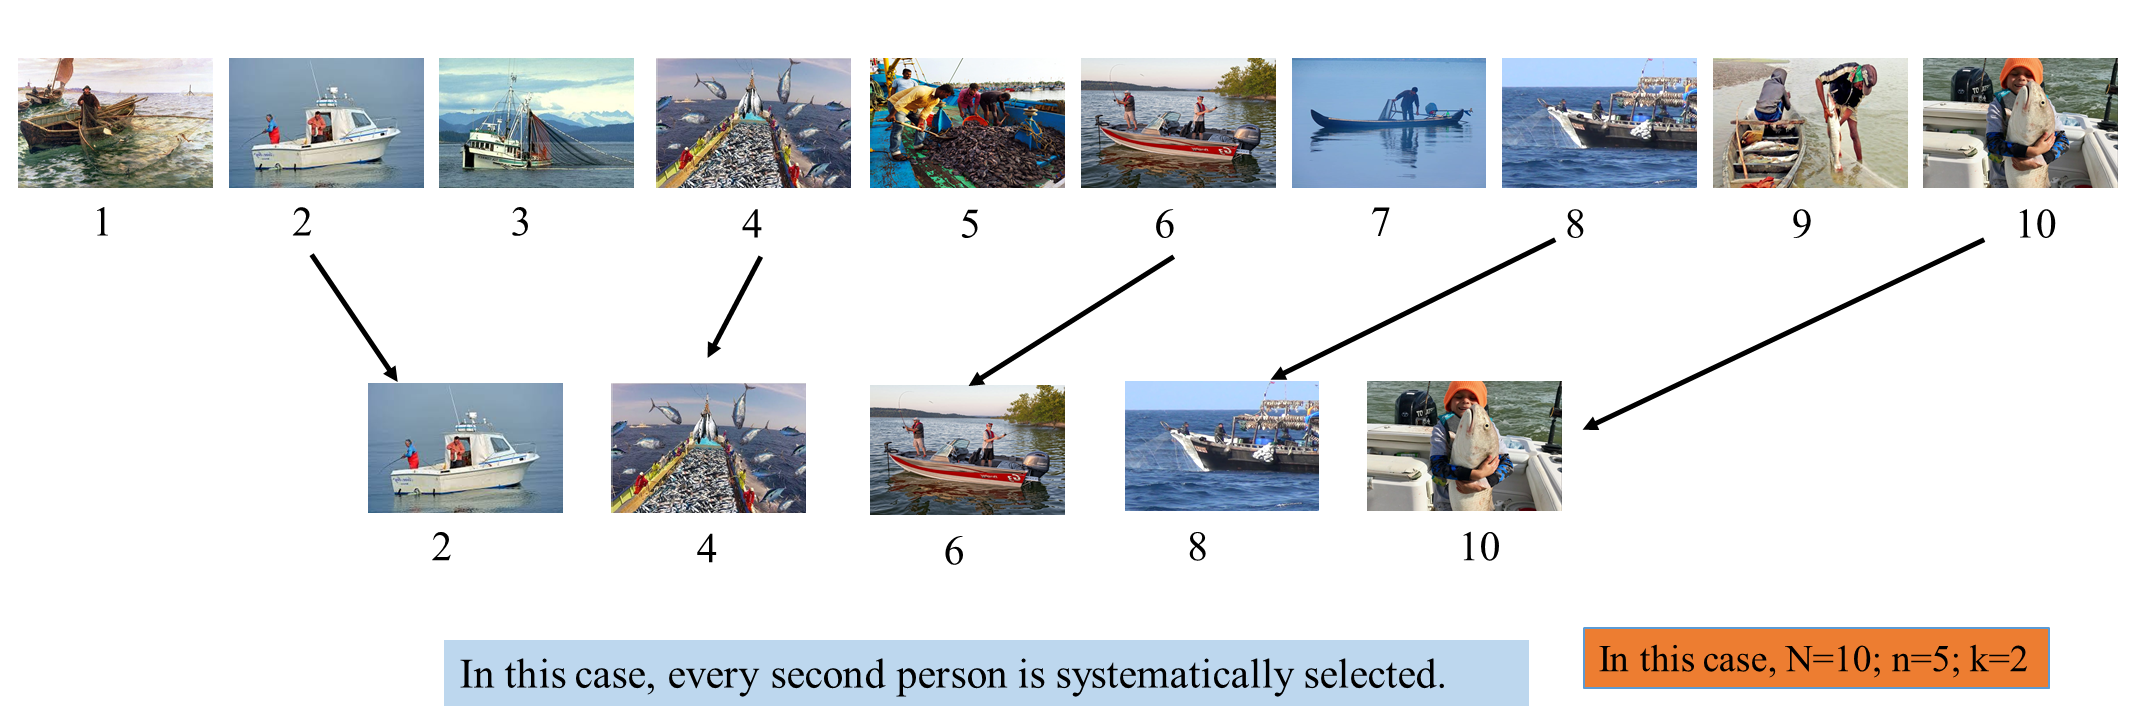 1 2 3 4 5 6 7 8 9 10
2 4 6 8 10
In this case, every second person is systematically selected.
In this case, N=10; n=5; k=2